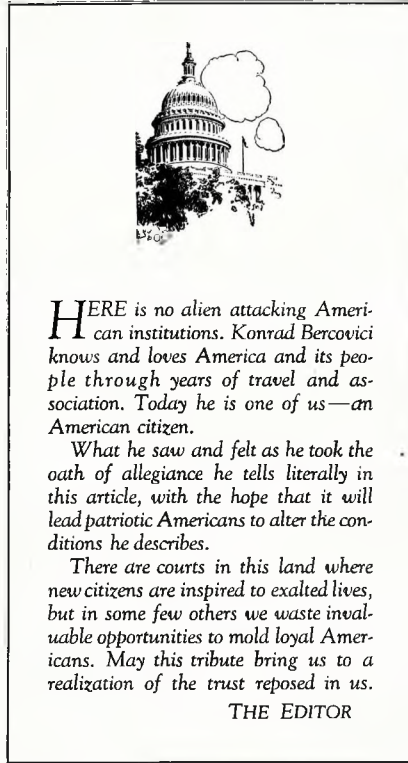 HERE is no alien attacking Ameri-
can institutions. Konrad Bercovici
knows and loves America and its peo-
ple through years of travel and as-
sociation. Today he is one of us—an
American citizen.
What he saw and felt as he took the
oath of allegiance he tells literally in
this article, with the hope that it will
lead patriotic Americans to alter the con-
ditions he describes.
There are courts in this land where
new citizens are inspired to exalted lives,
but in some few others we waste inval-
uable opportunities to mold loyal Amer-
icans. May this tribute bring us to a
realization of the trust reposed in us.
THE EDITOR